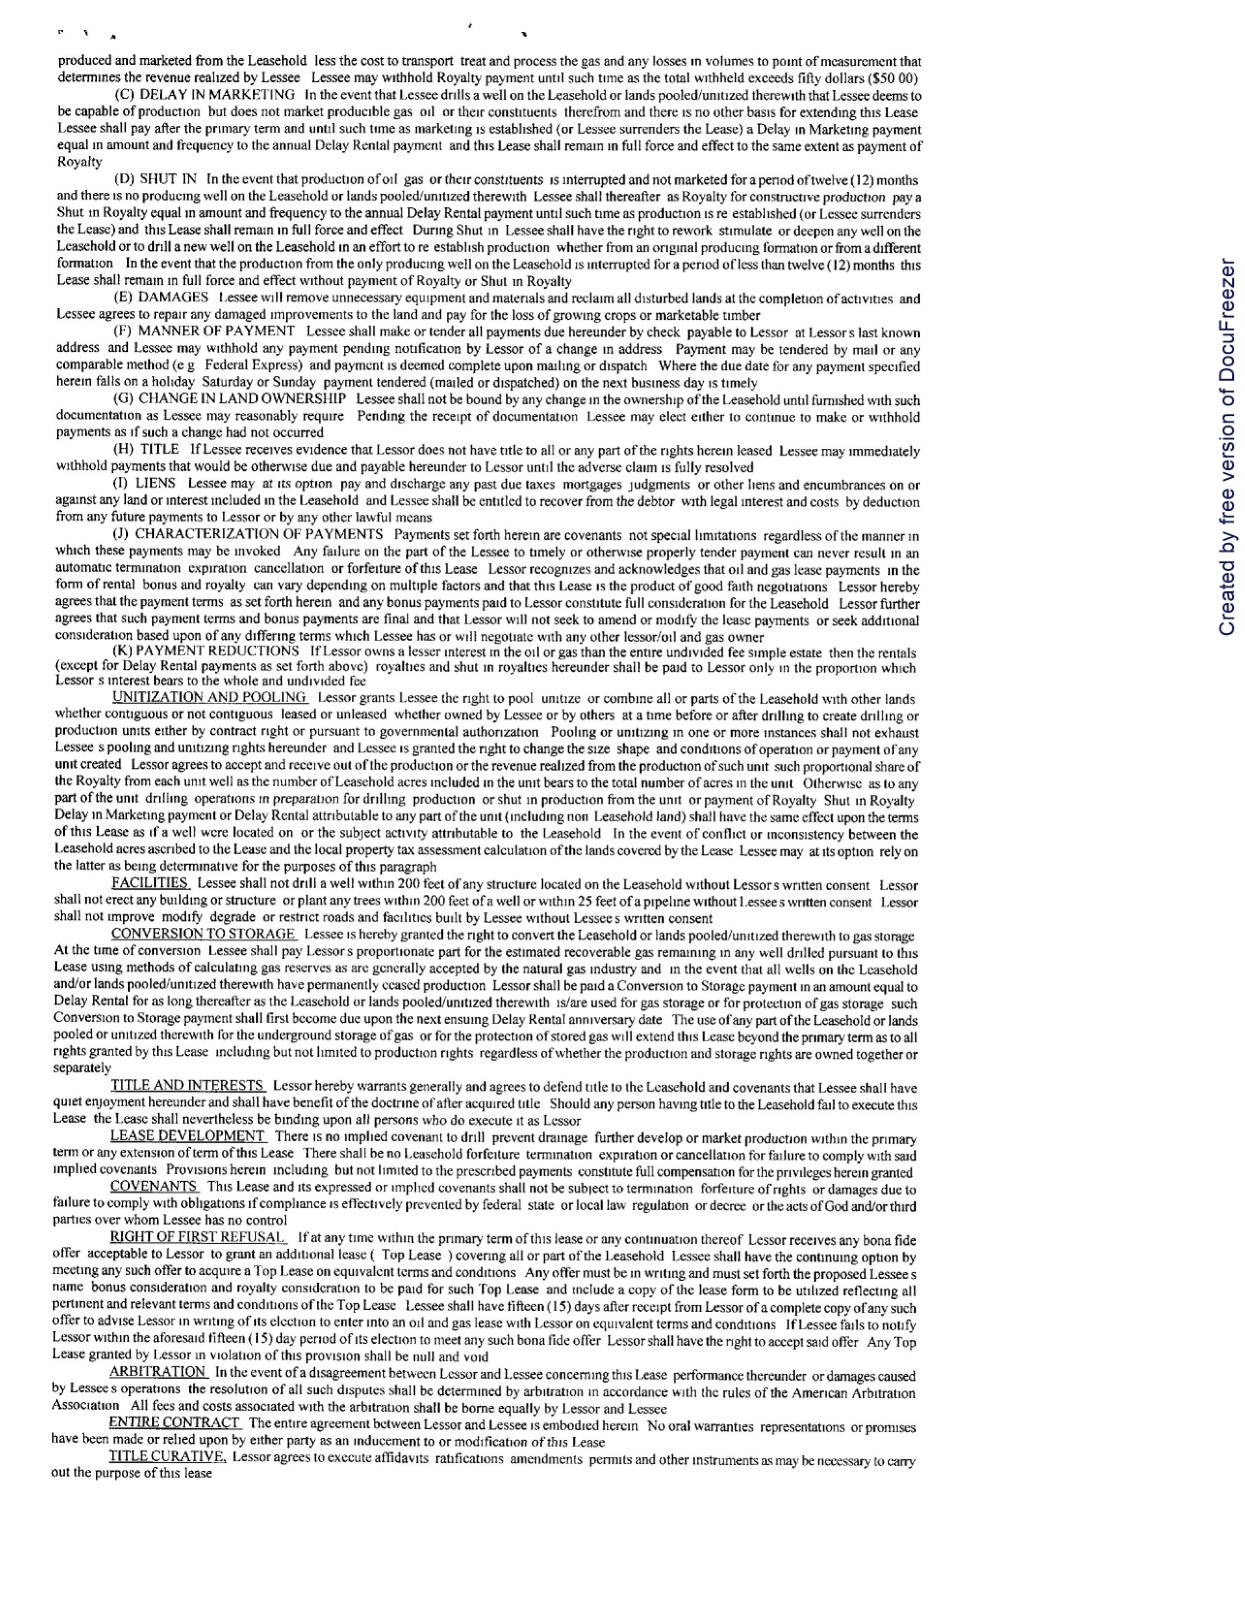 produced and marketed from the Leasehold less the cost to transport treat and process the gas and any losses in volumes to point of measurement that
determines the revenue realized by Lessee Lessee may withhold Royalty payment until such time as the total withheld exceeds fifty dollars ($50 00)
(C) DELAY IN MARKETING In the event that Lessee drills a well on the Leasehold or lands pooled/unitized therewith that Lessee deems to
be capable of production but does not market producible gas oil or their constituents therefrom and there is no other basis for extending this Lease
Lessee shall pay after the primary term and until such time as marketing is established (or Lessee surrenders the Lease) a Delay in Marketing payment
equal in amount and frequency to the annual Delay Rental payment and this Lease shall remain in full force and effect to the same extent as payment of
Royalty
(D) SHUT IN In the event that production of oil gas or their constituents is interrupted and not marketed for a period of twelve (12) months
and there is no producing well on the Leasehold or lands pooled/unitized therewith Lessee shall thereafter as Royalty for constructive production pay a
Shut in Royalty equal in amount and frequency to the annual Delay Rental payment until such time as production is re established (or Lessee surrenders
the Lease) and this Lease shall remain in full force and effect During Shut in Lessee shall have the right to rework stimulate or deepen any well on the
Leasehold or to drill a new well on the Leasehold in an effort to re establish production whether from an original producing formation or from a different
formation In the event that the production from the only producing well on the Leasehold is interrupted for a period of less than twelve (12) months this
Lease shall remain in full force and effect without payment of Royalty or Shut in Royalty
(E) DAMAGES Lessee will remove unnecessary equipment and materials and reclaim all disturbed lands at the completion of activities and
Lessee agrees to repair any damaged improvements to the land and pay for the loss of growing crops or marketable timber
(F) MANNER OF PAYMENT Lessee shall make or tender all payments due hereunder by check payable to Lessor at Lessor s last known
address and Lessee may withhold any payment pending notification by Lessor of a change in address Payment may be tendered by mail or any
comparable method (e g Federal Express) and payment is deemed complete upon mailing or dispatch Where the due date for any payment specified
herein falls on a holiday Saturday or Sunday payment tendered (mailed or dispatched) on the next business day is timely
(G) CHANGE IN LAND OWNERSHIP Lessee shall not be bound by any change in the ownership of the Leasehold until furnished with such
documentation as Lessee may reasonably require Pending the receipt of documentation Lessee may elect either to continue to make or withhold
payments as if such a change had not occurred
(H) TITLE If Lessee receives evidence that Lessor does not have title to all or any part of the rights herein leased Lessee may immediately
withhold payments that would be otherwise due and payable hereunder to Lessor until the adverse claim is fully resolved
(I) LIENS Lessee may at its option pay and discharge any past due taxes mortgages judgments or other liens and encumbrances on or
against any land or interest included in the Leasehold and Lessee shall be entitled to recover from the debtor with legal interest and costs by deduction
from any future payments to Lessor or by any other lawful means
(J) CHARACTERIZATION OF PAYMENTS Payments set forth herein are covenants not special limitations regardless of the manner in
which these payments may be invoked Any failure on the part of the Lessee to timely or otherwise properly tender payment can never result in an
automatic termination expiration cancellation or forfeiture of this Lease Lessor recognizes and acknowledges that oil and gas lease payments in the
form of rental bonus and royalty can vary depending on multiple factors and that this Lease is the product of good faith negotiations Lessor hereby
agrees that the payment terms as set forth herein and any bonus payments paid to Lessor constitute full consideration for the Leasehold Lessor further
agrees that such payment terms and bonus payments are final and that Lessor will not seek to amend or modify the lease payments or seek additional
consideration based upon of any differing terms which Lessee has or will negotiate with any other lessor/oil and gas owner
(K) PAYMENT REDUCTIONS If Lessor owns a lesser interest in the oil or gas than the entire undivided fee simple estate then the rentals
(except for Delay Rental payments as set forth above) royalties and shut in royalties hereunder shall be paid to Lessor only in the proportion which
Lessor s interest bears to the whole and undivided fee
UNITIZATION AND POOLING Lessor grants Lessee the right to pool unitize or combine all or parts of the Leasehold with other lands
whether contiguous or not contiguous leased or unleased whether owned by Lessee or by others at a time before or after drilling to create drilling or
production units either by contract right or pursuant to governmental authorization Pooling or unitizing in one or more instances shall not exhaust
Lessee s pooling and unitizing rights hereunder and Lessee is granted the right to change the size shape and conditions of operation or payment of any
unit created Lessor agrees to accept and receive out of the production or the revenue realized from the production of such unit such proportional share of
the Royalty from each unit well as the number of Leasehold acres included in the unit bears to the total number of acres in the unit Otherwise as to any
part of the unit drilling operations in preparation for drilling production or shut in production from the unit or payment of Royalty Shut in Royalty
Delay in Marketing payment or Delay Rental attributable to any part of the unit (including non Leasehold land) shall have the same effect upon the terms
of this Lease as if a well were located on or the subject activity attributable to the Leasehold In the event of conflict or inconsistency between the
Leasehold acres ascribed to the Lease and the local property tax assessment calculation of the lands covered by the Lease Lessee may at its option rely on
the latter as being determinative for the purposes of this paragraph
FACILITIES Lessee shall not drill a well within 200 feet of any structure located on the Leasehold without Lessor s written consent Lessor
shall not erect any building or structure or plant any trees within 200 feet of a well or within 25 feet of a pipeline without Lessee s written consent Lessor
shall not improve modify degrade or restrict roads and facilities built by Lessee without Lessee s written consent
CONVERSION TO STORAGE Lessee is hereby granted the right to convert the Leasehold or lands pooled/unitized therewith to gas storage
At the time of conversion Lessee shall pay Lessor s proportionate part for the estimated recoverable gas remaining in any well drilled pursuant to this
Lease using methods of calculating gas reserves as are generally accepted by the natural gas industry and in the event that all wells on the Leasehold
and/or lands pooled/unitized therewith have permanently ceased production Lessor shall be paid a Conversion to Storage payment in an amount equal to
Delay Rental for as long thereafter as the Leasehold or lands pooled/unitized therewith is/are used for gas storage or for protection of gas storage such
Conversion to Storage payment shall first become due upon the next ensuing Delay Rental anniversary date The use of any part of the Leasehold or lands
pooled or unitized therewith for the underground storage of gas or for the protection of stored gas will extend this Lease beyond the primary term as to all
rights granted by this Lease including but not limited to production rights regardless of whether the production and storage rights are owned together or
separately
TITLE AND INTERESTS Lessor hereby warrants generally and agrees to defend title to the Leasehold and covenants that Lessee shall have
quiet enjoyment hereunder and shall have benefit of the doctrine of after acquired title Should any person having title to the Leasehold fail to execute this
Lease the Lease shall nevertheless be binding upon all persons who do execute it as Lessor
LEASE DEVELOPMENT There is no implied covenant to drill prevent drainage further develop or market production within the primary
term or any extension of term of this Lease There shall be no Leasehold forfeiture termination expiration or cancellation for failure to comply with said
implied covenants Provisions herein including but not limited to the prescribed payments constitute full compensation for the privileges herein granted
COVENANTS This Lease and its expressed or implied covenants shall not be subject to termination forfeiture of rights or damages due to
failure to comply with obligations if compliance is effectively prevented by federal state or local law regulation or decree or the acts of God and/or third
parties over whom Lessee has no control
RIGHT OF FIRST REFUSAL If at any time within the primary term of this lease or any continuation thereof Lessor receives any bona fide
offer acceptable to Lessor to grant an additional lease ( Top Lease ) covering all or part of the Leasehold Lessee shall have the continuing option by
meeting any such offer to acquire a Top Lease on equivalent terms and conditions Any offer must be in writing and must set forth the proposed Lessee s
name bonus consideration and royalty consideration to be paid for such Top Lease and include a copy of the lease form to be utilized reflecting all
pertinent and relevant terms and conditions of the Top Lease Lessee shall have fifteen (15) days after receipt from Lessor of a complete copy of any such
offer to advise Lessor in writing of its election to enter into an oil and gas lease with Lessor on equivalent terms and conditions If Lessee fails to notify
Lessor within the aforesaid fifteen (15) day period of its election to meet any such bona fide offer Lessor shall have the right to accept said offer Any Top
Lease granted by Lessor in violation of this provision shall be null and void
ARBITRATION In the event of a disagreement between Lessor and Lessee concerning this Lease performance thereunder or damages caused
by Lessee s operations the resolution of all such disputes shall be determined by arbitration in accordance with the rules of the American Arbitration
Association All fees and costs associated with the arbitration shall be borne equally by Lessor and Lessee
ENTIRE CONTRACT The entire agreement between Lessor and Lessee is embodied herein No oral warranties representations or promises
have been made or relied upon by either party as an inducement to or modification of this Lease
TITLE CURATIVE. Lessor agrees to execute affidavits ratifications amendments permits and other instruments as may be necessary to carry
out the purpose of this lease
Created by free version of DocuFreezer